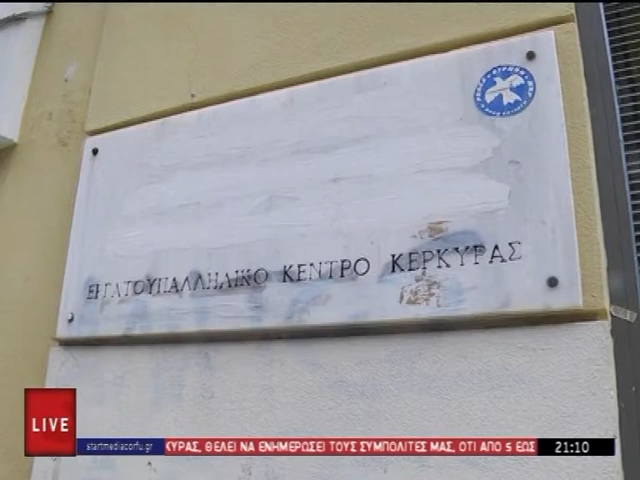 ΕΡΓΑΤΟΥΠΑΛΛΗΛΙΚΟ ΚΕΝΤΡΟ ΚΕΡΚΥΡΑΣ
LIVE
startmediacorfu.gr
ΚΥΡΑΣ, ΘΕΛΕΙ ΝΑ ΕΝΗΜΕΡΩΣΕΙ ΤΟΥΣ ΣΥΜΠΟΛΙΤΕΣ ΜΑΣ, ΟΤΙ ΑΠΟ 5 ΕΩΣ
21:10